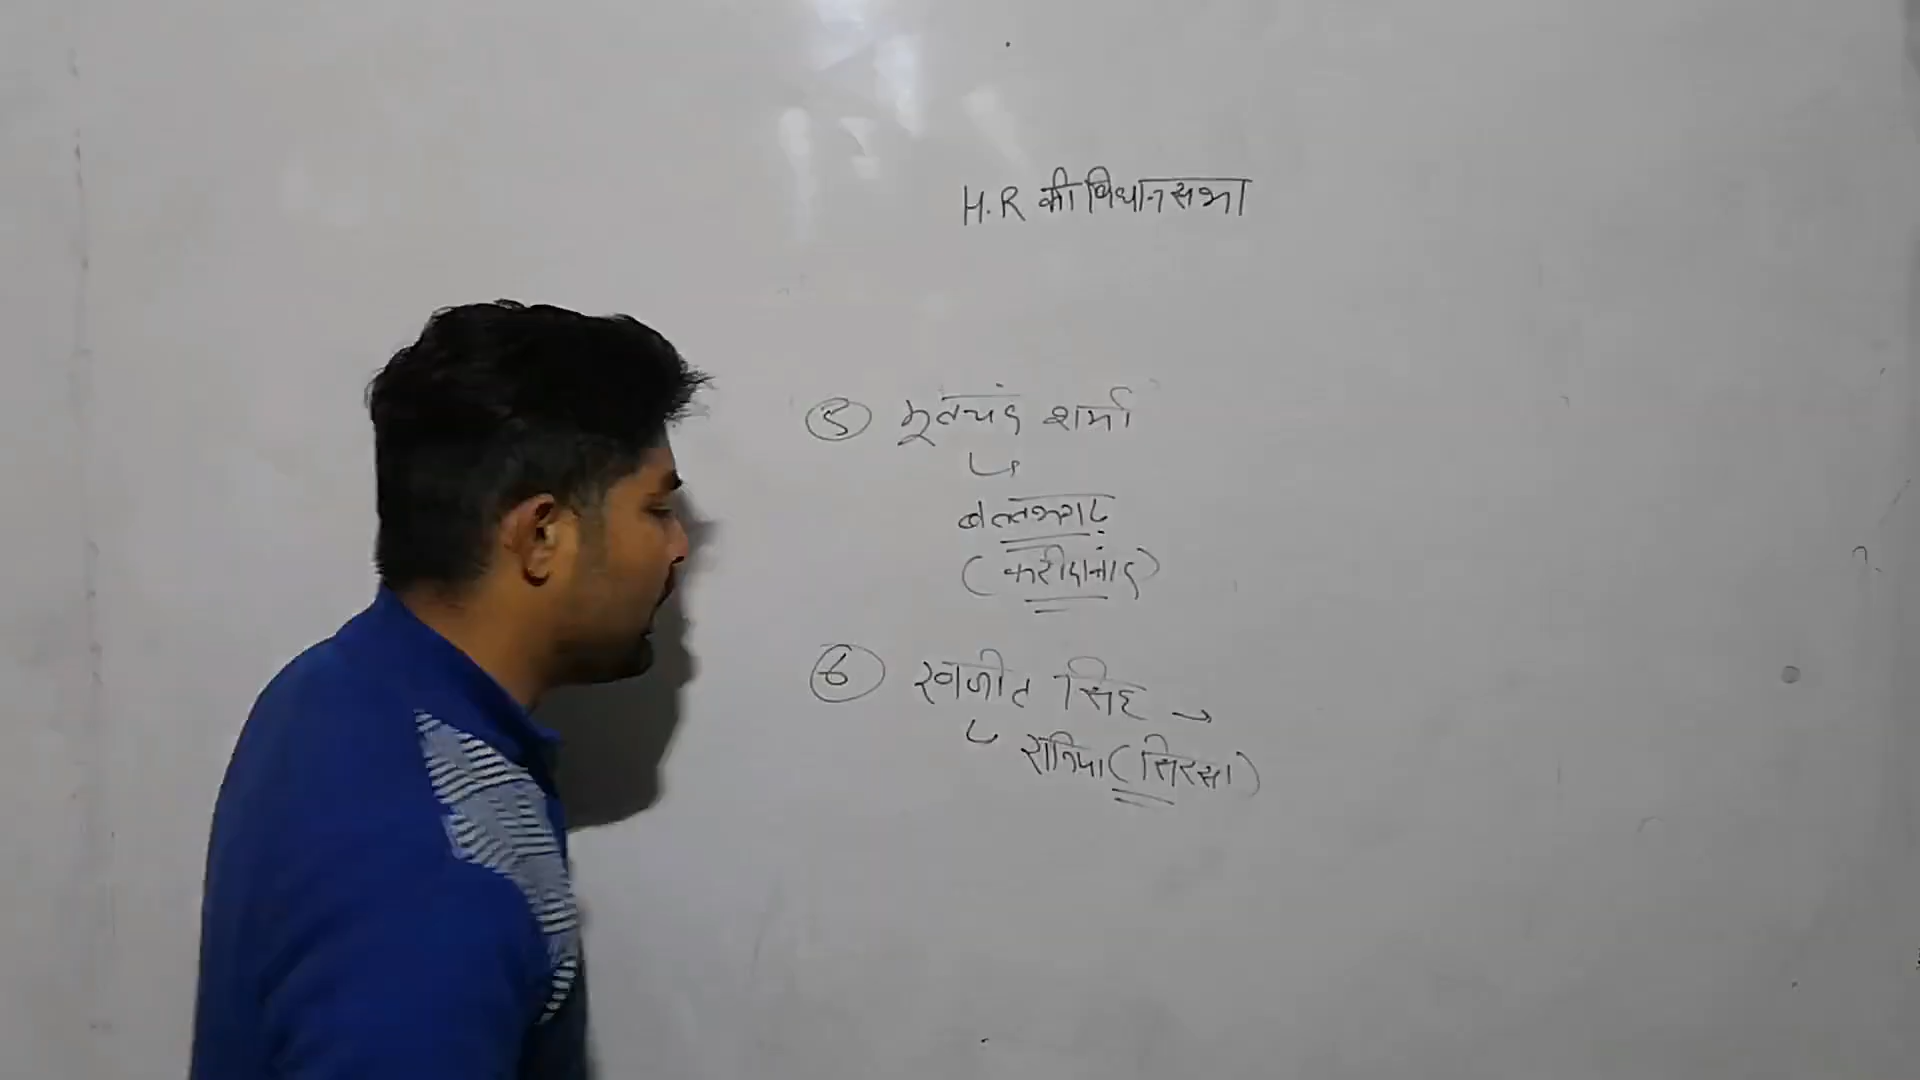 H.R की विधानसभा
5 मूलचंद शर्मा
बल्लभगढ़
(फरीदाबाद)
6 रणजीत सिंह →
रानिया (सिरसा)